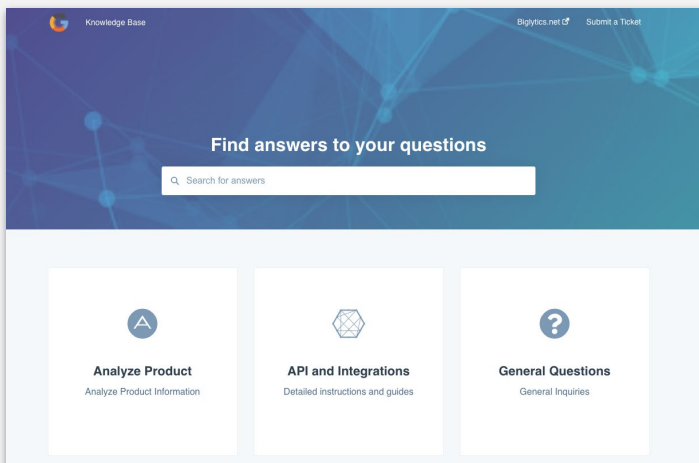 Knowledge Base
Biglytics.net
Submit a Ticket
Find answers to your questions
Search for answers
Analyze Product
Analyze Product Information
API and Integrations
Detailed instructions and guides
General Questions
General Inquiries